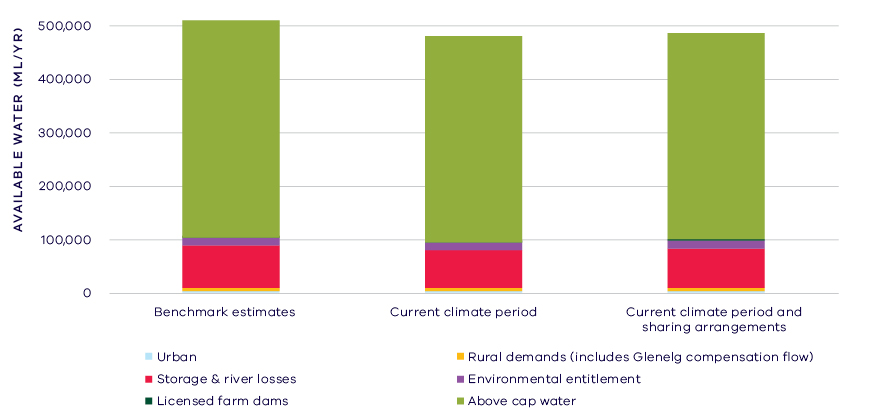 AVAILABLE WATER (ML/YR)
500,000
400,000
300,000
200,000
100,000
0
Benchmark estimates
Current climate period
Current climate period and
sharing arrangements
Urban
Rural demands (includes Glenelg compensation flow)
Storage & river losses
Environmental entitlement
Licensed farm dams
Above cap water